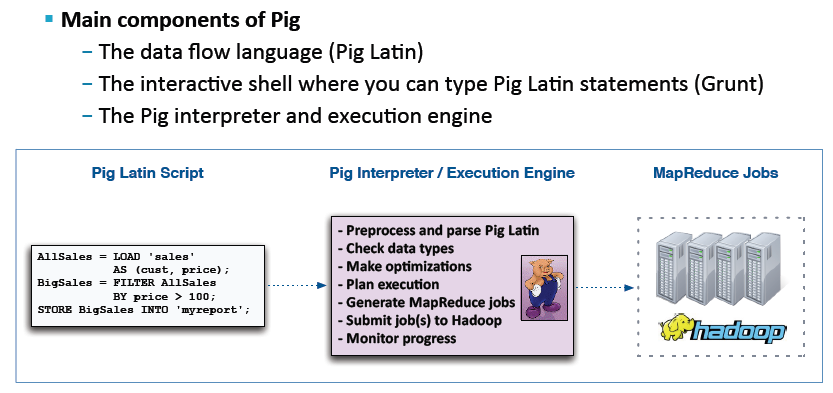 ▪ Main components of Pig
– The data flow language (Pig Latin)
– The interactive shell where you can type Pig Latin statements (Grunt)
– The Pig interpreter and execution engine
Pig Latin Script
AllSales = LOAD 'sales'
AS (cust, price);
BigSales = FILTER AllSales
BY price > 100;
STORE BigSales INTO 'myreport';
Pig Interpreter / Execution Engine
- Preprocess and parse Pig Latin
- Check data types
- Make optimizations
- Plan execution
- Generate MapReduce jobs
- Submit job(s) to Hadoop
- Monitor progress
MapReduce Jobs
hadoop